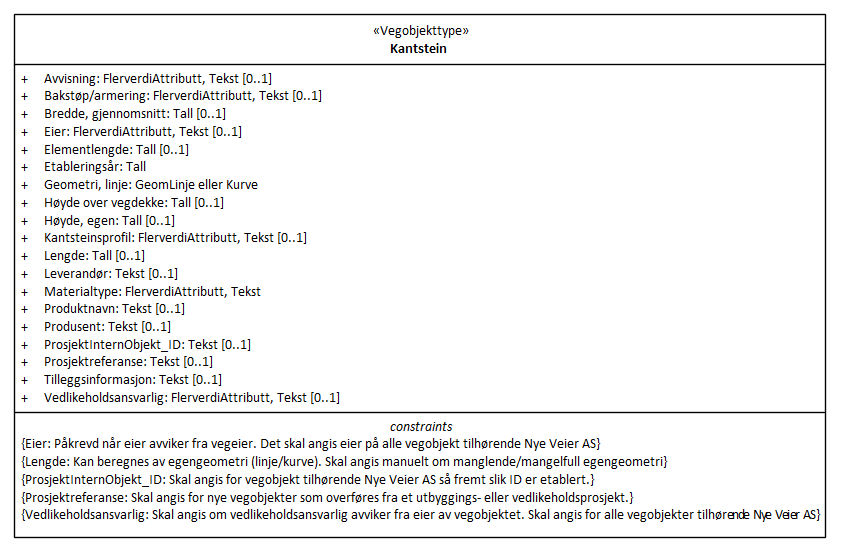 «Vegobjekttype»
Kantstein
+ Avvisning: FlerverdiAttributt, Tekst [0..1]
+ Bakstøp/armering: FlerverdiAttributt, Tekst [0..1]
+ Bredde, gjennomsnitt: Tall [0..1]
+ Eier: FlerverdiAttributt, Tekst [0..1]
+ Elementlengde: Tall [0..1]
+ Etableringsår: Tall
+ Geometri, linje: GeomLinje eller Kurve
+ Høyde over vegdekke: Tall [0..1]
+ Høyde, egen: Tall [0..1]
+ Kantsteinsprofil: FlerverdiAttributt, Tekst [0..1]
+ Lengde: Tall [0..1]
+ Leverandør: Tekst [0..1]
+ Materialtype: FlerverdiAttributt, Tekst
+ Produktnavn: Tekst [0..1]
+ Produsent: Tekst [0..1]
+ ProsjektInternObjekt_ID: Tekst [0..1]
+ Prosjektreferanse: Tekst [0..1]
+ Tilleggsinformasjon: Tekst [0..1]
+ Vedlikeholdsansvarlig: FlerverdiAttributt, Tekst [0..1]
constraints
{Eier: Påkrevd når eier avviker fra vegeier. Det skal angis eier på alle vegobjekt tilhørende Nye Veier AS}
{Lengde: Kan beregnes av egengeometri (linje/kurve). Skal angis manuelt om manglende/mangelfull egengeometri}
{ProsjektInternObjekt_ID: Skal angis for vegobjekt tilhørende Nye Veier AS så fremt slik ID er etablert.}
{Prosjektreferanse: Skal angis for nye vegobjekter som overføres fra et utbyggings- eller vedlikeholdsprosjekt.}
{Vedlikeholdsansvarlig: Skal angis om vedlikeholdsansvarlig avviker fra eier av vegobjektet. Skal angis for alle vegobjekter tilhørende Nye Veier AS}